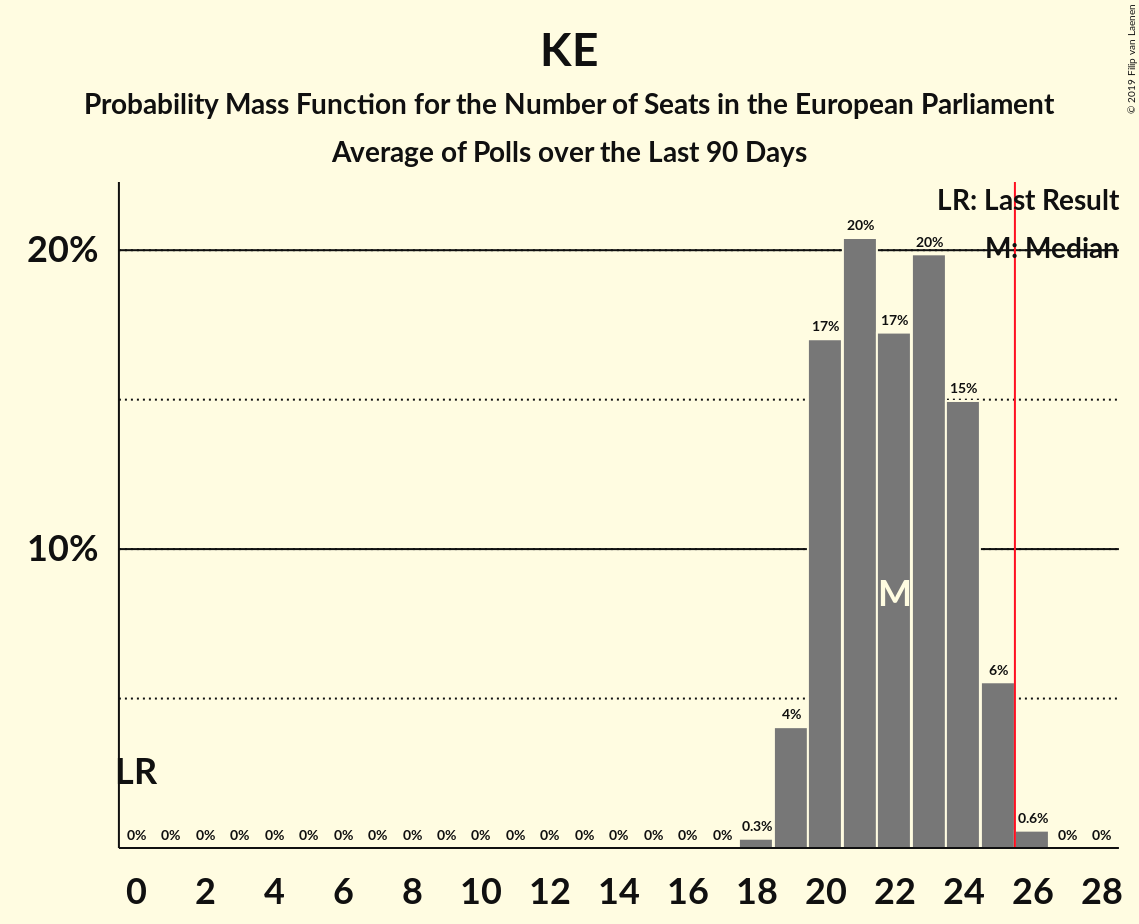 KE
Probability Mass Function for the Number of Seats in the European Parliament
Average of Polls over the Last 90 Days
© 2019 Filip van Laenen
LR: Last Result
M: Median
20%
10%
20%
20%
17%
17%
15%
6%
4%
0.3%
0.6%
M
LR
0% 0% 0% 0% 0% 0% 0% 0% 0% 0% 0% 0% 0% 0% 0% 0% 0% 0% 0% 0%
0 2 4 6 8 10 12 14 16 18 20 22 24 26 28